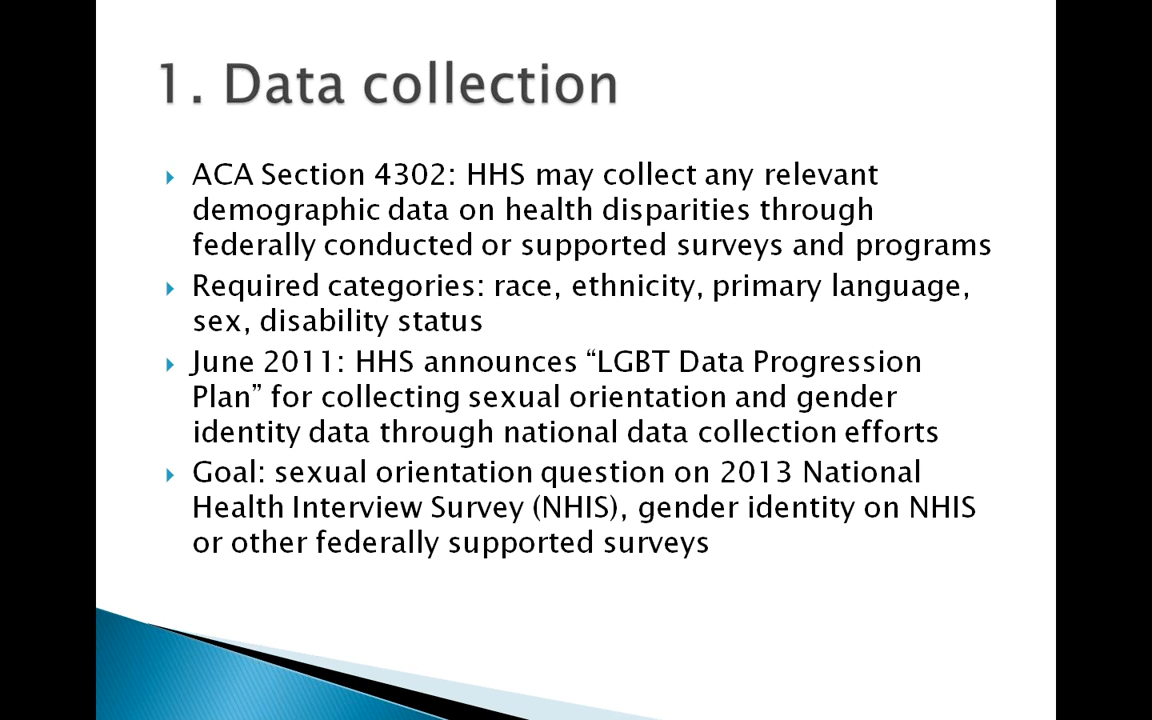 1. Data collection
ACA Section 4302: HHS may collect any relevant
demographic data on health disparities through
federally conducted or supported surveys and programs
Required categories: race, ethnicity, primary language,
sex, disability status
June 2011: HHS announces “LGBT Data Progression
Plan” for collecting sexual orientation and gender
identity data through national data collection efforts
Goal: sexual orientation question on 2013 National
Health Interview Survey (NHIS), gender identity on NHIS
or other federally supported surveys